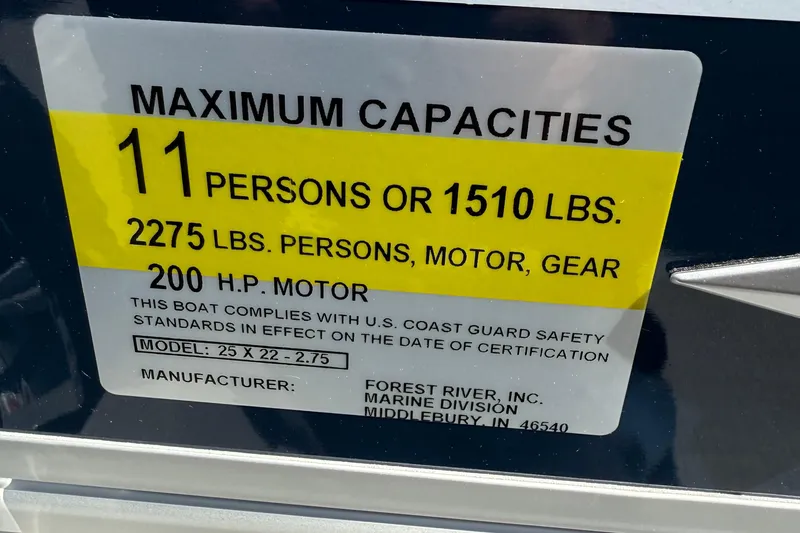 MAXIMUM CAPACITIES
11 PERSONS OR 1510 LBS.
2275 LBS. PERSONS, MOTOR, GEAR
200 H.P. MOTOR
THIS BOAT COMPLIES WITH U.S. COAST GUARD SAFETY
STANDARDS IN EFFECT ON THE DATE OF CERTIFICATION
MODEL: 25 X 22 - 2.75
MANUFACTURER: FOREST RIVER, INC.
MARINE DIVISION
MIDDLEBURY, IN 46540